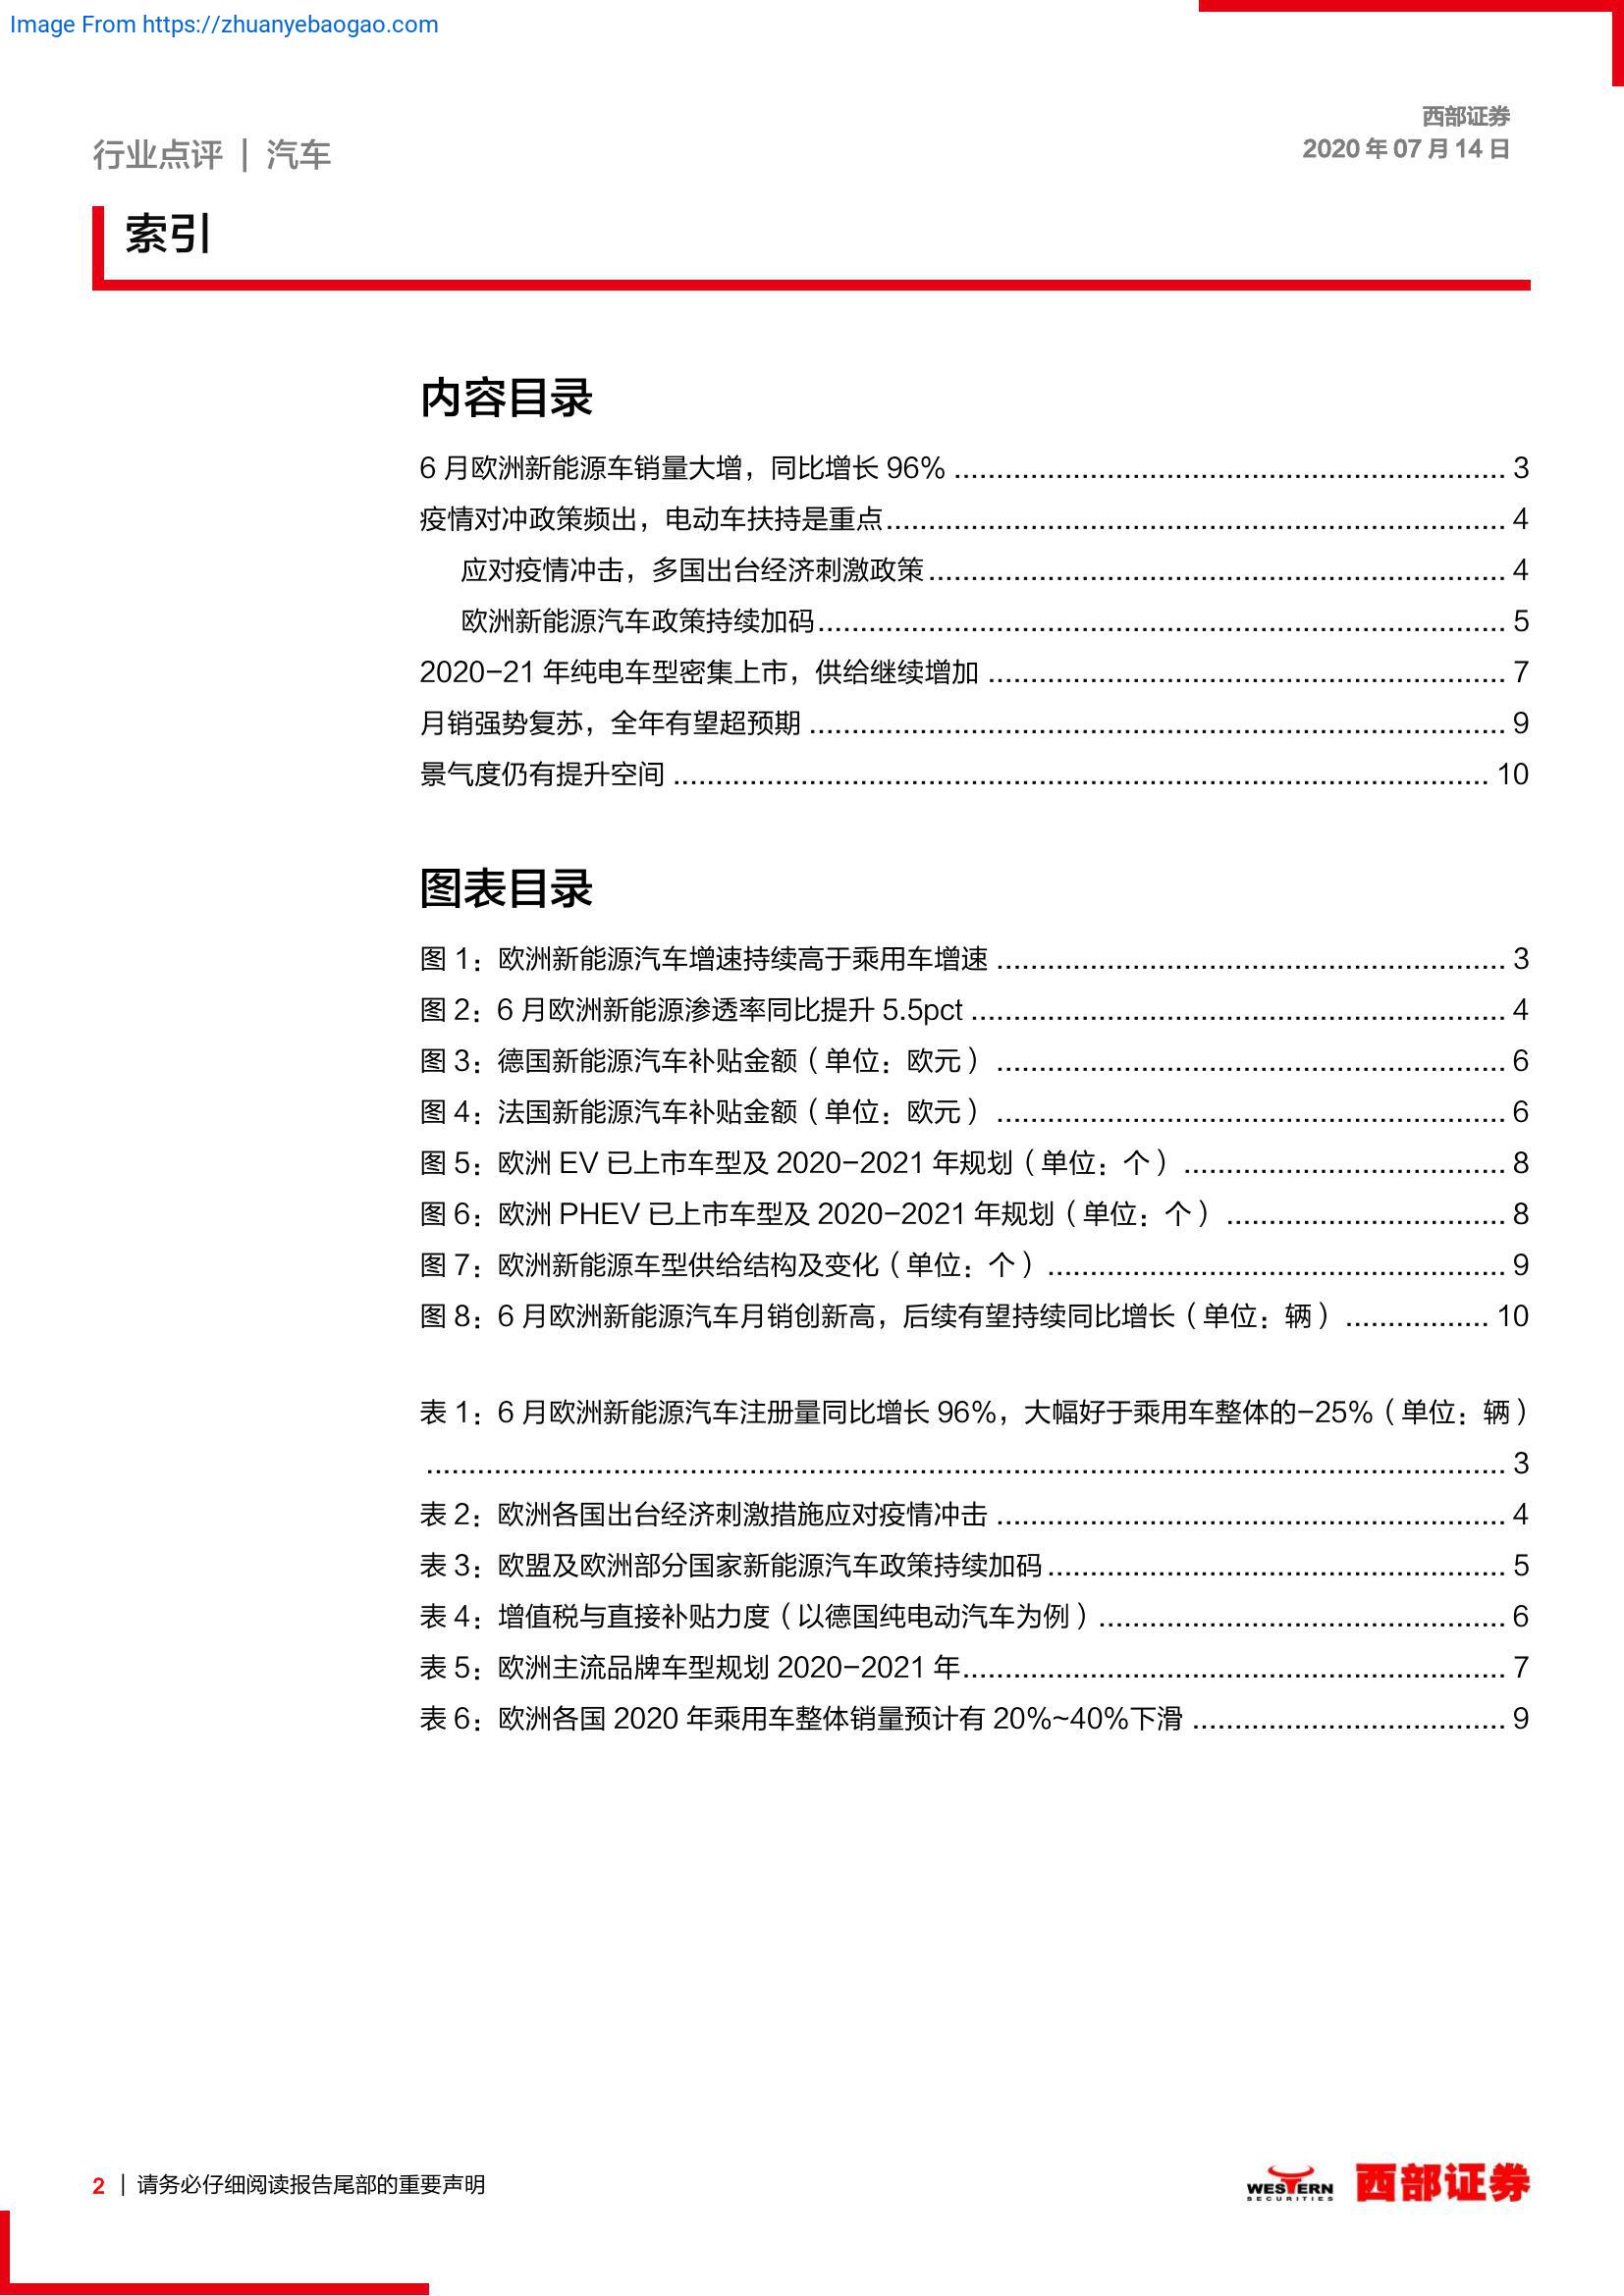 Image From https://zhuanyebaogao.com
西部证券
行业点评 | 汽车
2020 年 07 月 14 日
索引
内容目录
6 月欧洲新能源车销量大增，同比增长 96% ........................................ 3
疫情对冲政策频出，电动车扶持是重点 ........................................ 4
应对疫情冲击，多国出台经济刺激政策 ........................................ 4
欧洲新能源汽车政策持续加码 ........................................ 5
2020-21 年纯电车型密集上市，供给继续增加 ........................................ 7
月销强势复苏，全年有望超预期 ........................................ 9
景气度仍有提升空间 ........................................ 10
图表目录
图 1：欧洲新能源汽车增速持续高于乘用车增速 ........................................ 3
图 2：6 月欧洲新能源渗透率同比提升 5.5pct ........................................ 4
图 3：德国新能源汽车补贴金额（单位：欧元） ........................................ 6
图 4：法国新能源汽车补贴金额（单位：欧元） ........................................ 6
图 5：欧洲 EV 已上市车型及 2020-2021 年规划（单位：个） ........................................ 8
图 6：欧洲 PHEV 已上市车型及 2020-2021 年规划（单位：个） ........................................ 8
图 7：欧洲新能源车型供给结构及变化（单位：个） ........................................ 9
图 8：6 月欧洲新能源汽车月销创新高，后续有望持续同比增长（单位：辆） ................. 10
表 1：6 月欧洲新能源汽车注册量同比增长 96%，大幅好于乘用车整体的-25%（单位：辆）
........................................ 3
表 2：欧洲各国出台经济刺激措施应对疫情冲击 ........................................ 4
表 3：欧盟及欧洲部分国家新能源汽车政策持续加码 ........................................ 5
表 4：增值税与直接补贴力度（以德国纯电动汽车为例） ........................................ 6
表 5：欧洲主流品牌车型规划 2020-2021 年 ........................................ 7
表 6：欧洲各国 2020 年乘用车整体销量预计有 20%~40%下滑 ........................................ 9
2 | 请务必仔细阅读报告尾部的重要声明
WESTERN
SECURITIES
西部证券